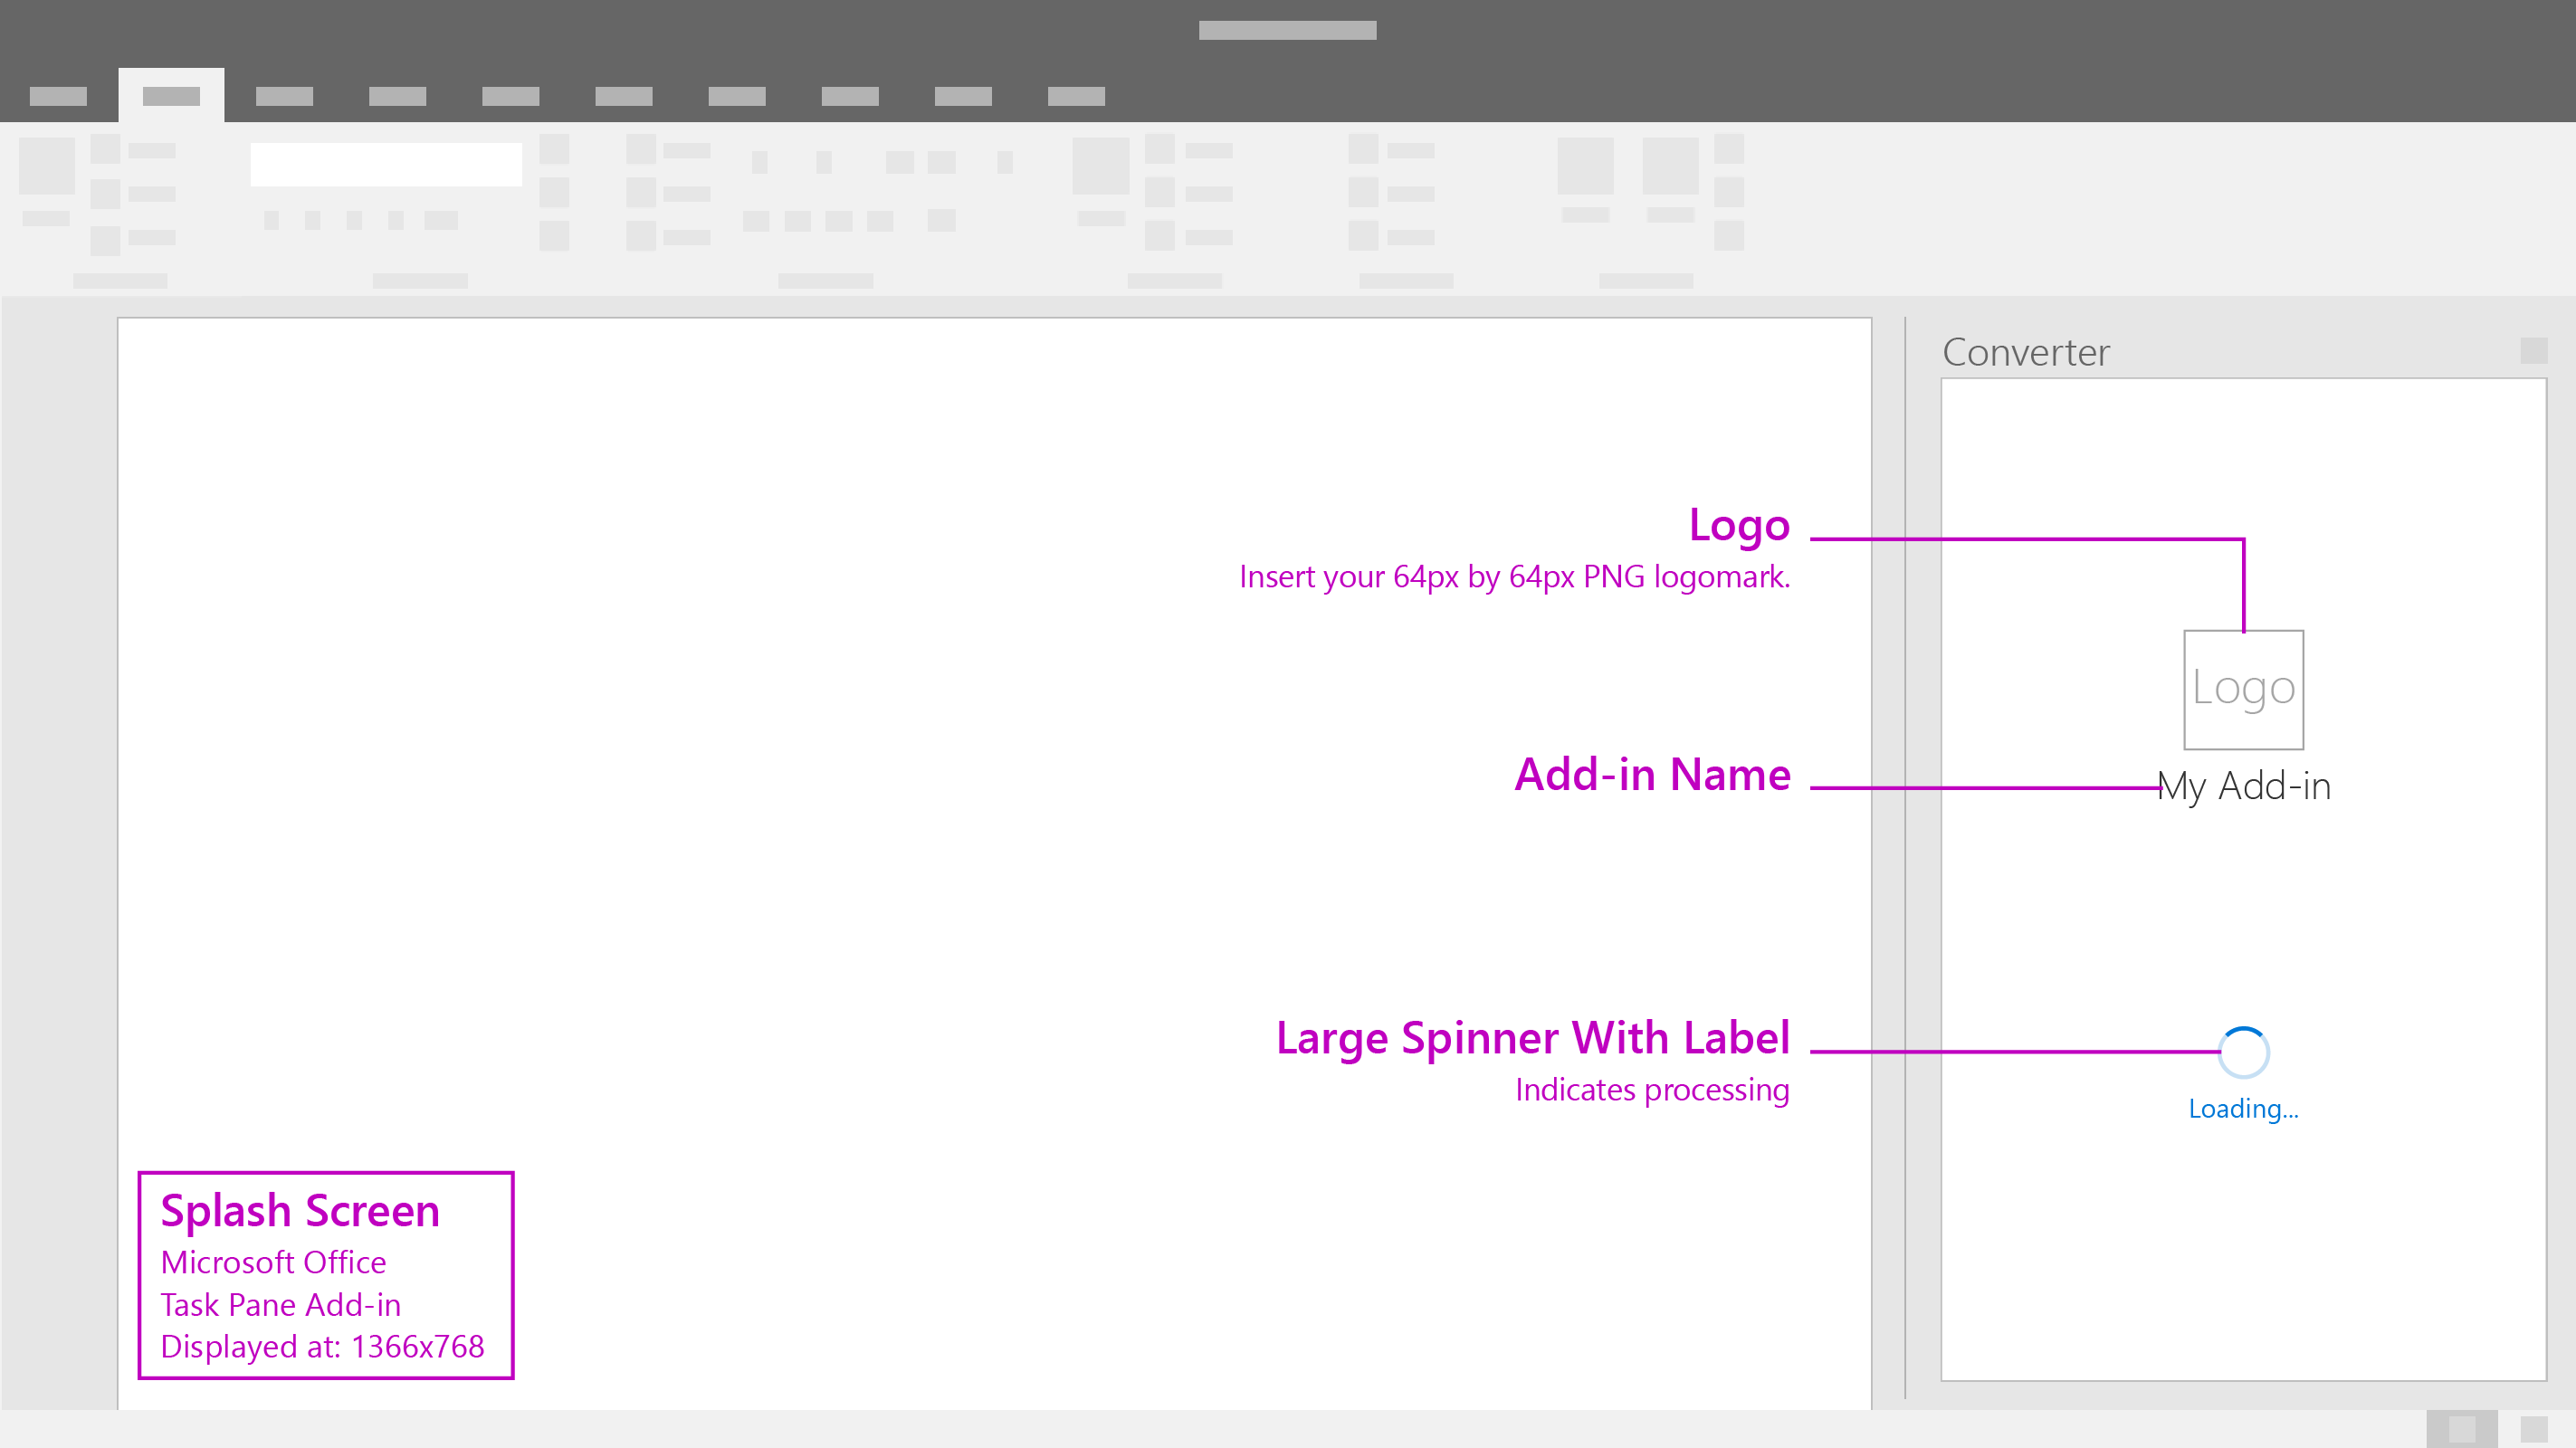 Converter
Logo
Insert your 64px by 64px PNG logomark.
Logo
Add-in Name
My Add-in
Large Spinner With Label
Indicates processing
Loading...
Splash Screen
Microsoft Office
Task Pane Add-in
Displayed at: 1366x768